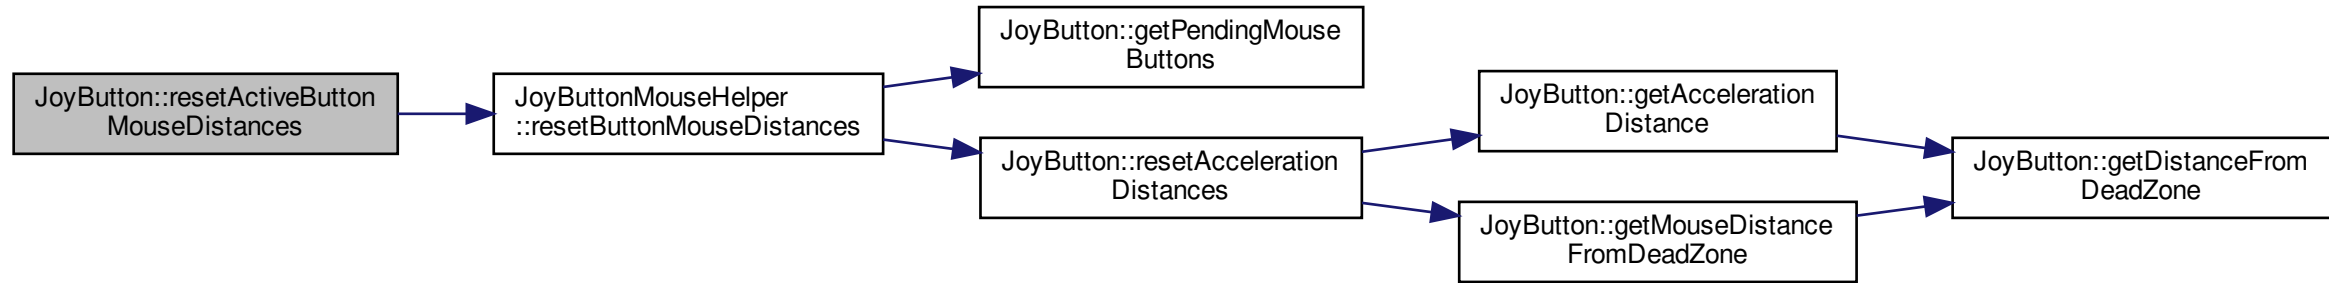 JoyButton::resetActiveButton
MouseDistances
JoyButtonMouseHelper
::resetButtonMouseDistances
JoyButton::getPendingMouse
Buttons
JoyButton::resetAcceleration
Distances
JoyButton::getAcceleration
Distance
JoyButton::getMouseDistance
FromDeadZone
JoyButton::getDistanceFrom
DeadZone